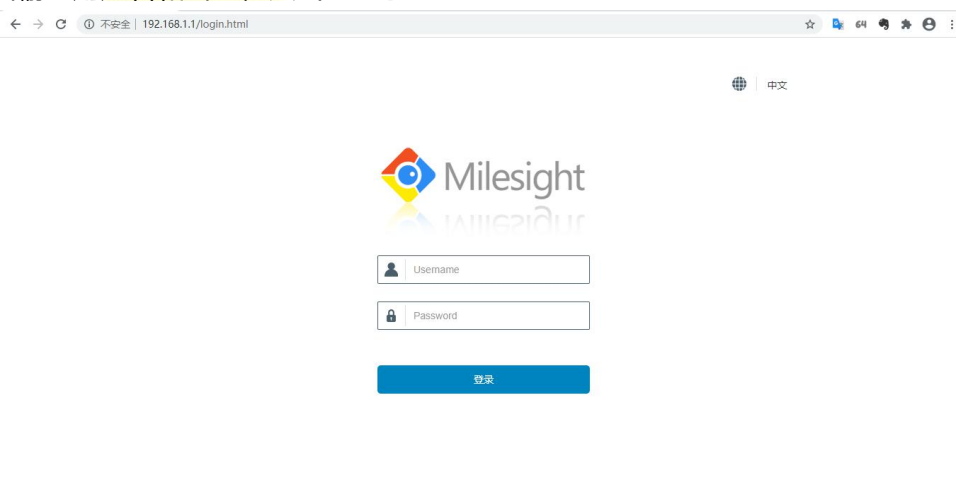 不安全 192.168.1.1/login.html
中文
Milesight
Username
Password
登录